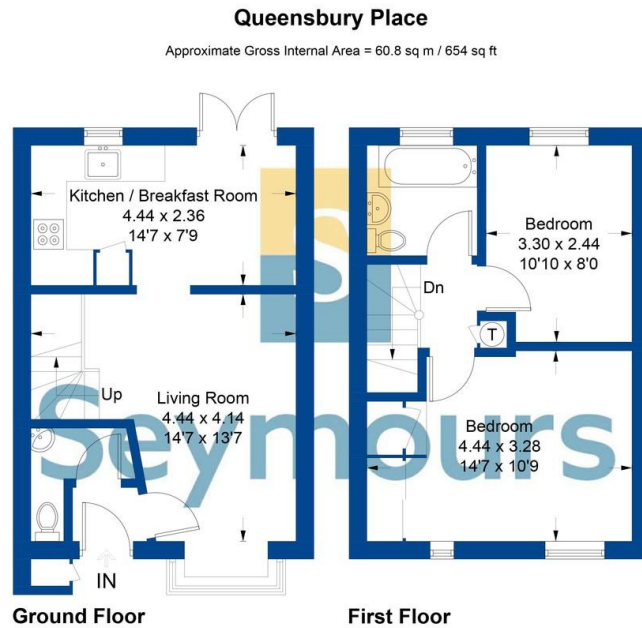 Queensbury Place
Approximate Gross Internal Area = 60.8 sq m / 654 sq ft
Kitchen / Breakfast Room
4.44 x 2.36
14'7 x 7'9
Up
Living Room
4.44 x 4.14
14'7 x 13'7
IN
Ground Floor
Bedroom
3.30 x 2.44
10'10 x 8'0
Dn
T
Bedroom
4.44 x 3.28
14'7 x 10'9
First Floor
S
Seymours